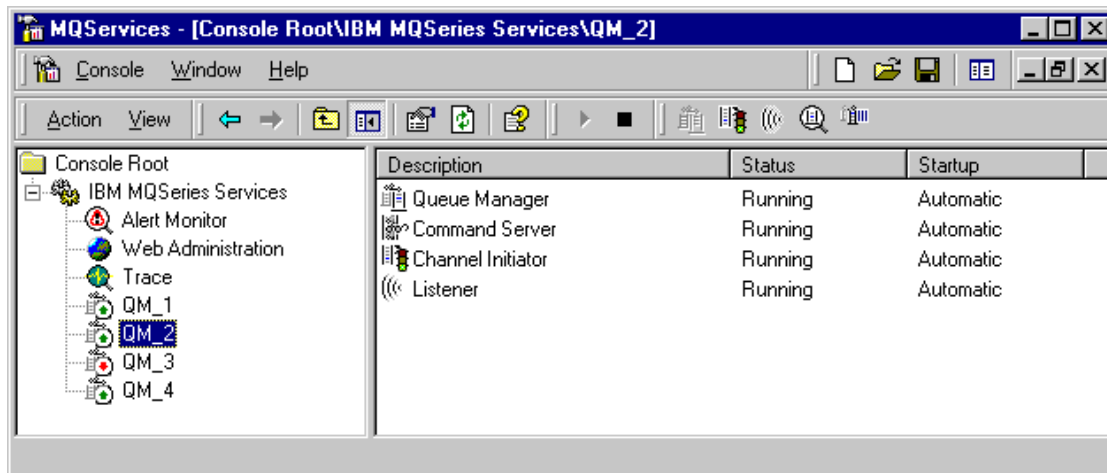 MQServices - [Console Root\IBM MQSeries Services\QM_2]
Console Window Help
Action View
Console Root
IBM MQSeries Services
Alert Monitor
Web Administration
Trace
QM_1
QM_2
QM_3
QM_4
Description Status Startup
Queue Manager Running Automatic
Command Server Running Automatic
Channel Initiator Running Automatic
Listener Running Automatic